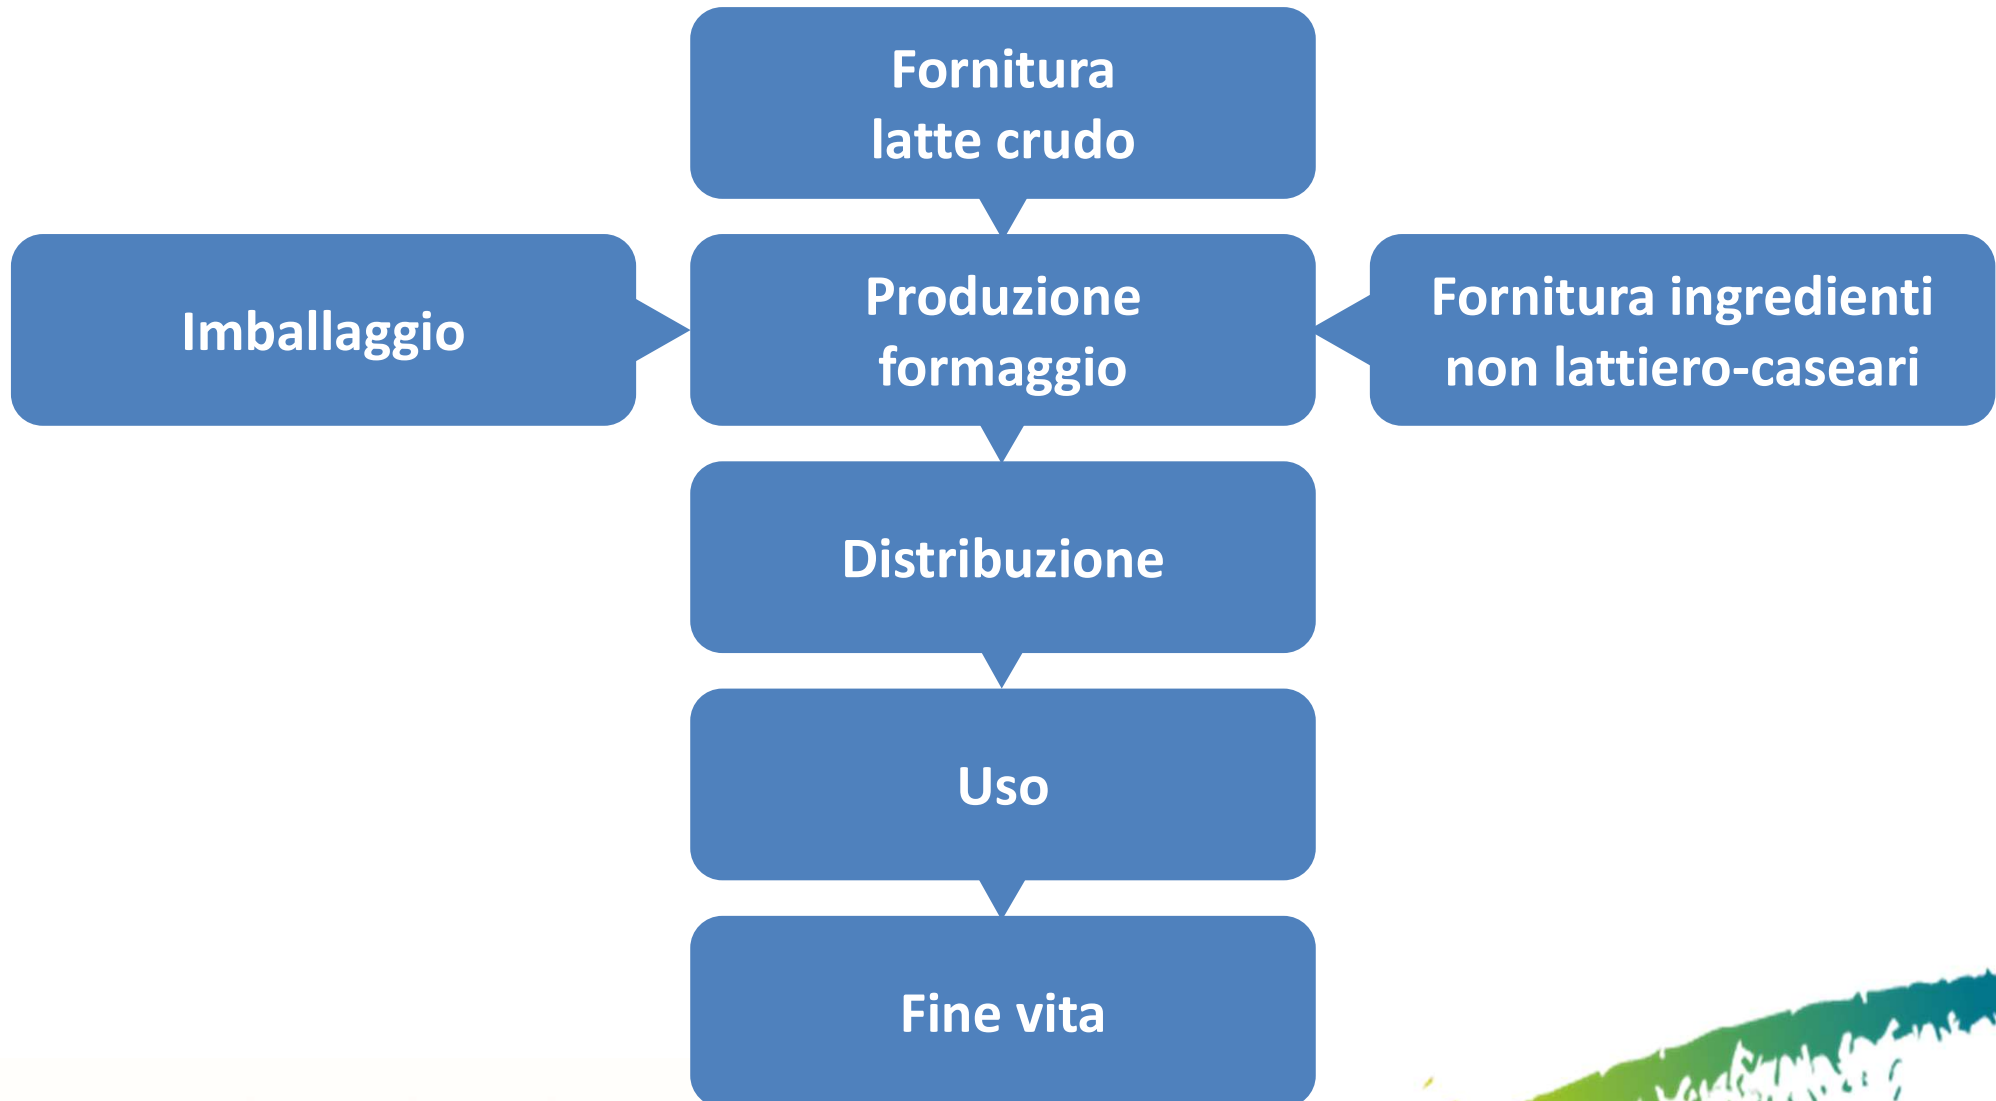 Fornitura
latte crudo
Imballaggio
Produzione
formaggio
Fornitura ingredienti
non lattiero-caseari
Distribuzione
Uso
Fine vita